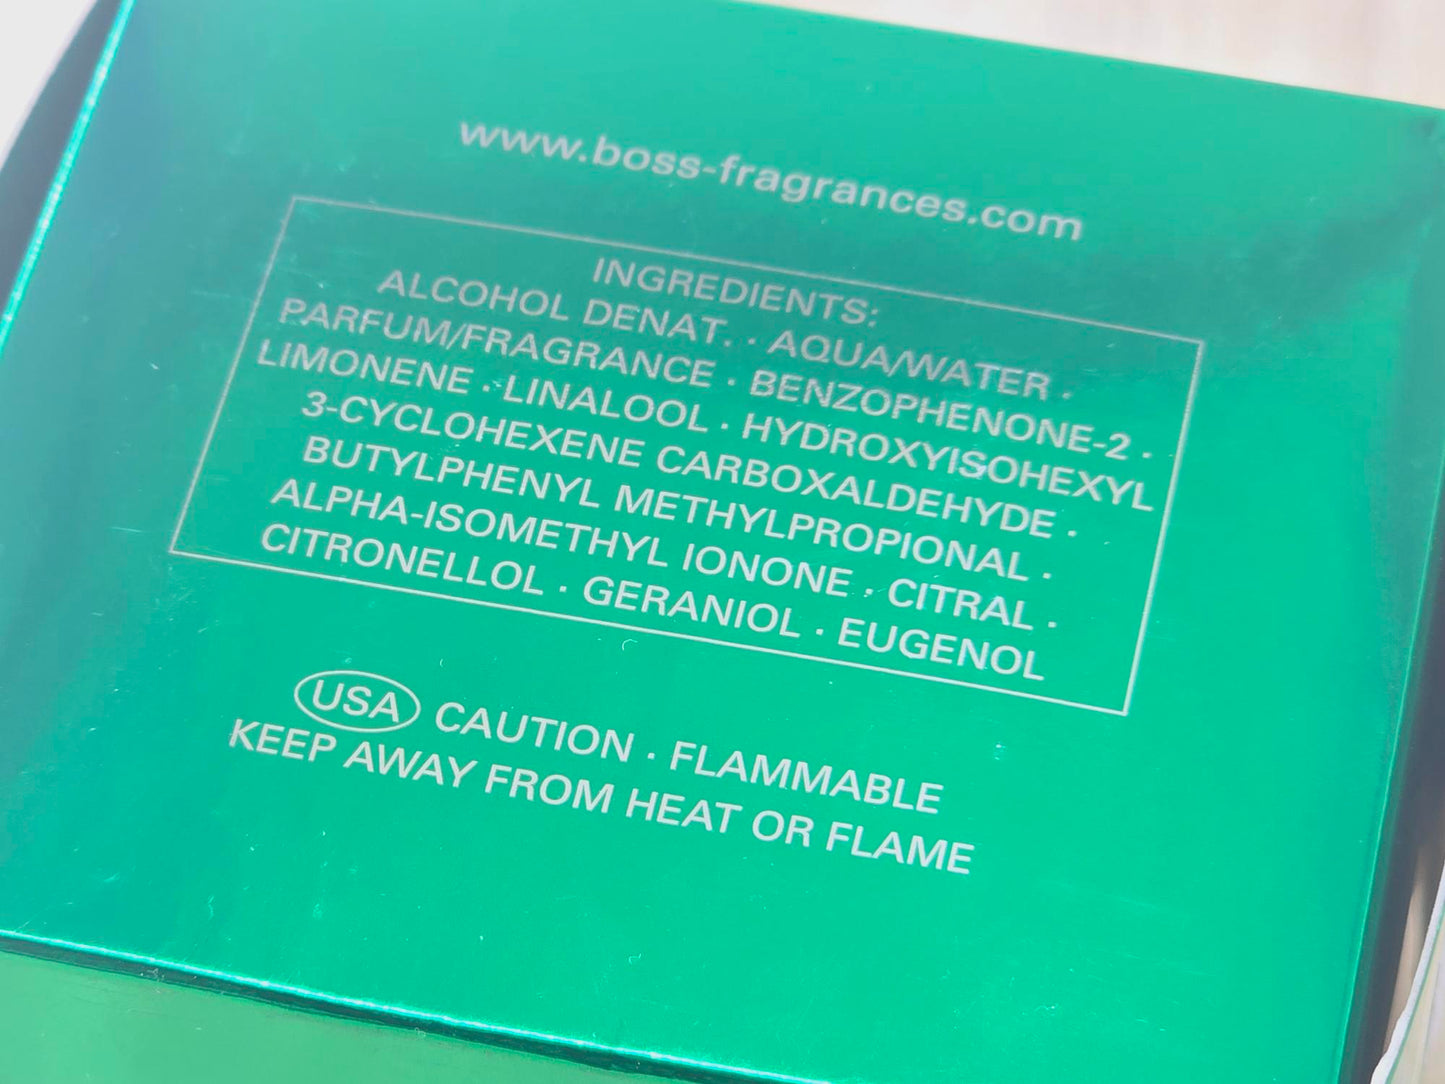 www.boss-fragrances.com
INGREDIENTS:
ALCOHOL DENAT. · AQUA/WATER ·
PARFUM/FRAGRANCE · BENZOPHENONE-2 ·
LIMONENE · LINALOOL · HYDROXYISOHEXYL
3-CYCLOHEXENE CARBOXALDEHYDE ·
BUTYLPHENYL METHYLPROPIONAL ·
ALPHA-ISOMETHYL IONONE · CITRAL ·
CITRONELLOL · GERANIOL · EUGENOL
USA CAUTION · FLAMMABLE
KEEP AWAY FROM HEAT OR FLAME